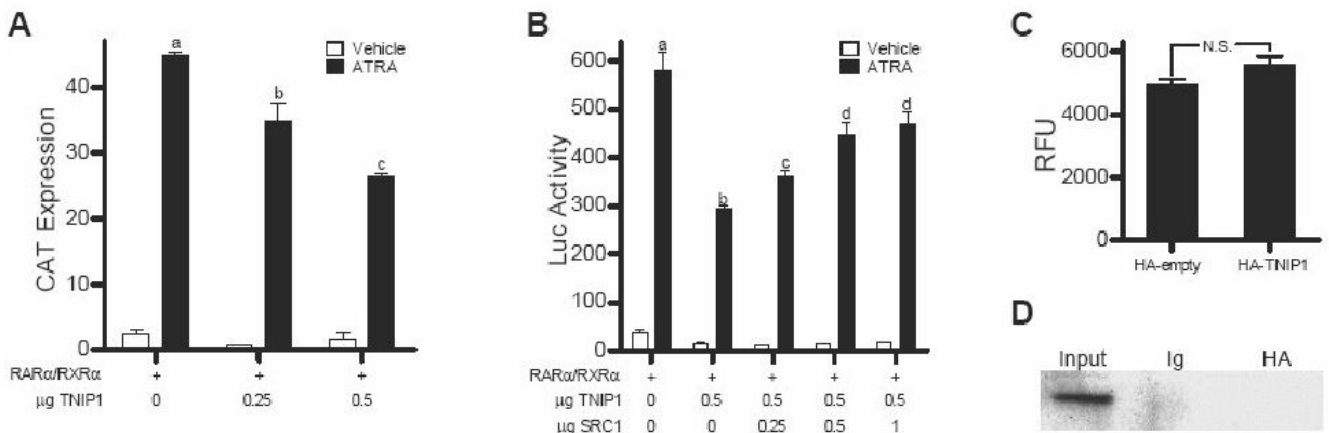 A
CAT Expression
40
30
20
10
0
a
b
c
Vehicle
ATRA
RARα/RXRα + + +
µg TNIP1 0 0.25 0.5
B
Luc Activity
600
500
400
300
200
100
0
a
b
c
d
d
Vehicle
ATRA
RARα/RXRα + + + + +
µg TNIP1 0 0.5 0.5 0.5 0.5
µg SRC1 0 0 0.25 0.5 1
C
RFU
6000
4000
2000
0
N.S.
HA-empty HA-TNIP1
D
Input Ig HA